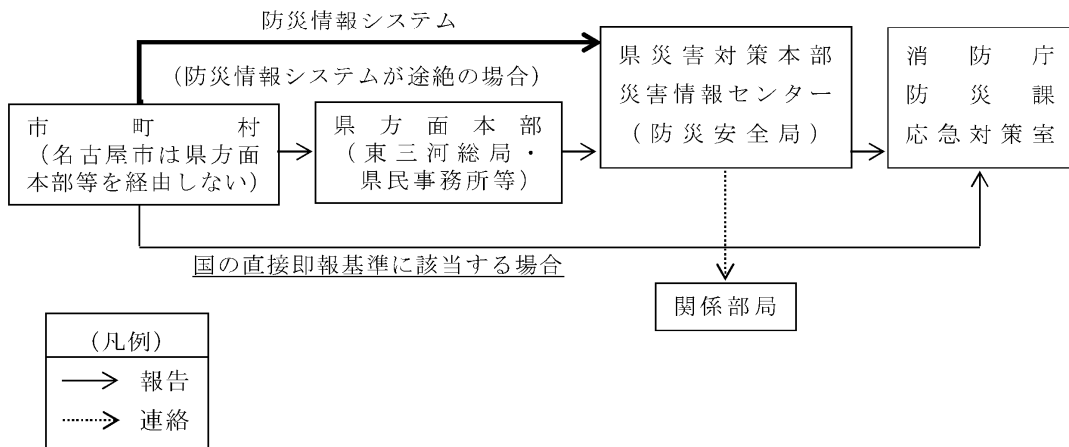 防災情報システム
(防災情報システムが途絶の場合)
市町村
(名古屋市は県方面
本部等を経由しない)
県方面本部
(東三河総局・
県民事務所等)
県災害対策本部
災害情報センター
(防災安全局)
消防庁
防災課
応急対策室
国の直接即報基準に該当する場合
関係部局
(凡例)
報告
連絡